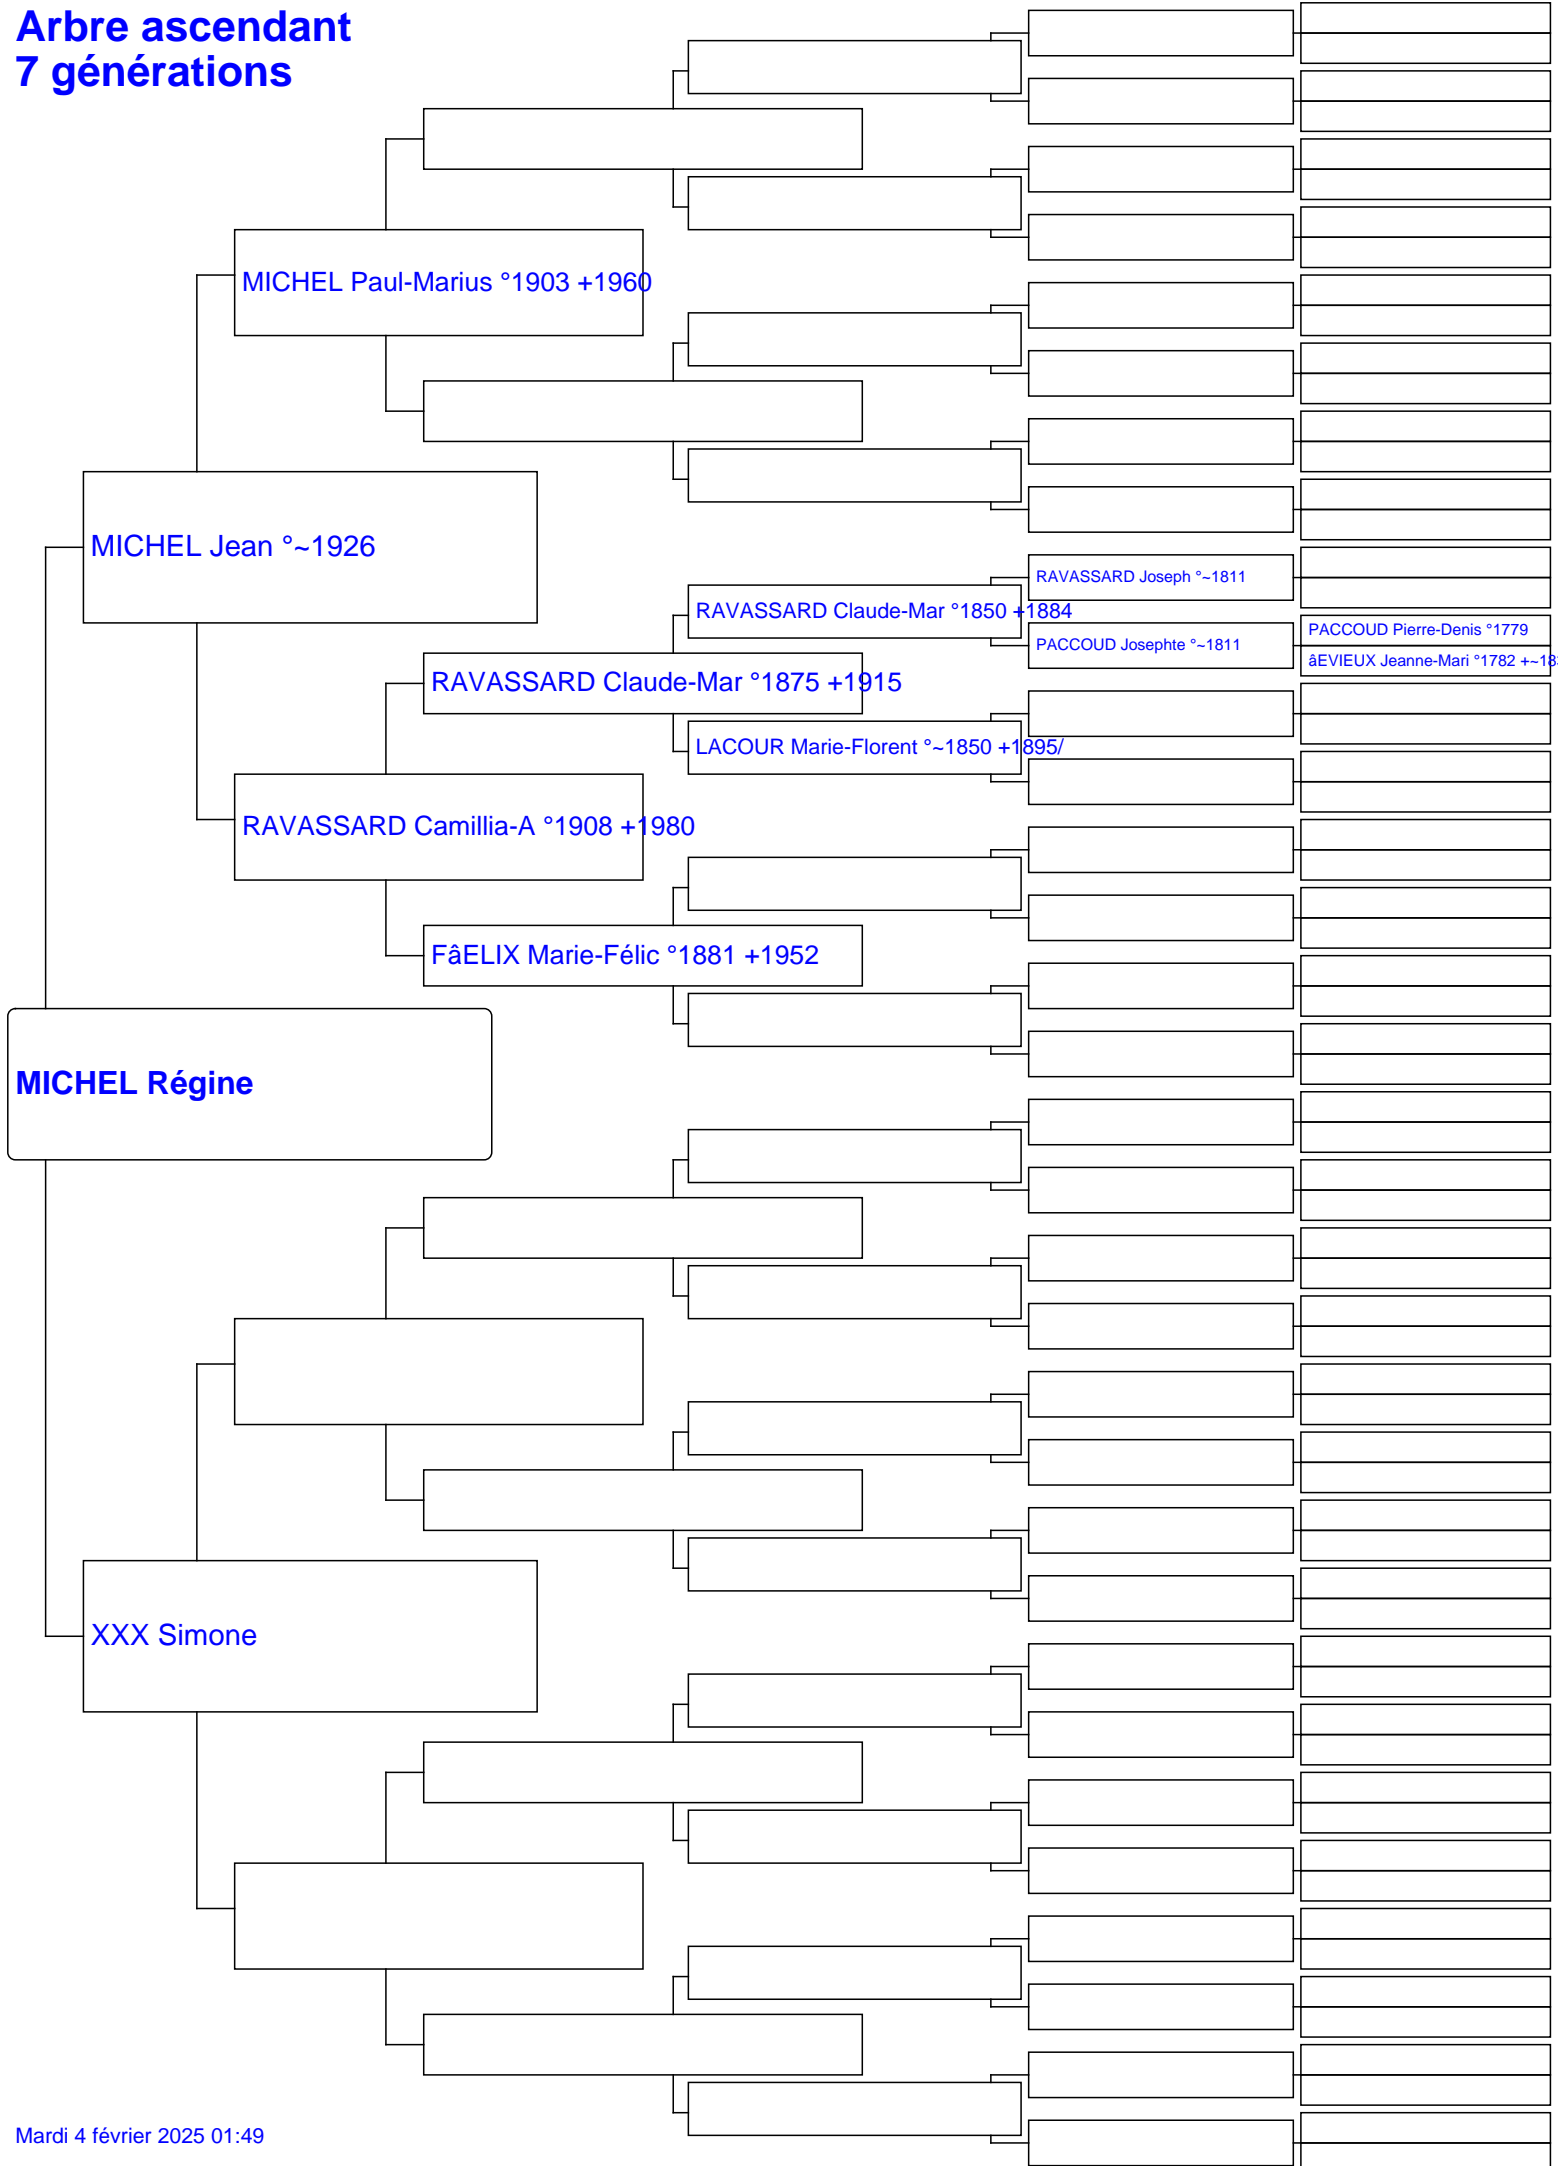 Arbre ascendant
7 générations
MICHEL Paul-Marius °1903 +1960
MICHEL Jean °~1926
RAVASSARD Joseph °~1811
RAVASSARD Claude-Mar °1850 +1884
PACCOUD Pierre-Denis °1779
PACCOUD Josephte °~1811
âEVIEUX Jeanne-Mari °1782 +~18
RAVASSARD Claude-Mar °1875 +1915
LACOUR Marie-Florent °~1850 +1895/
RAVASSARD Camillia-A °1908 +1980
FâELIX Marie-Félic °1881 +1952
MICHEL Régine
XXX Simone
Mardi 4 février 2025 01:49